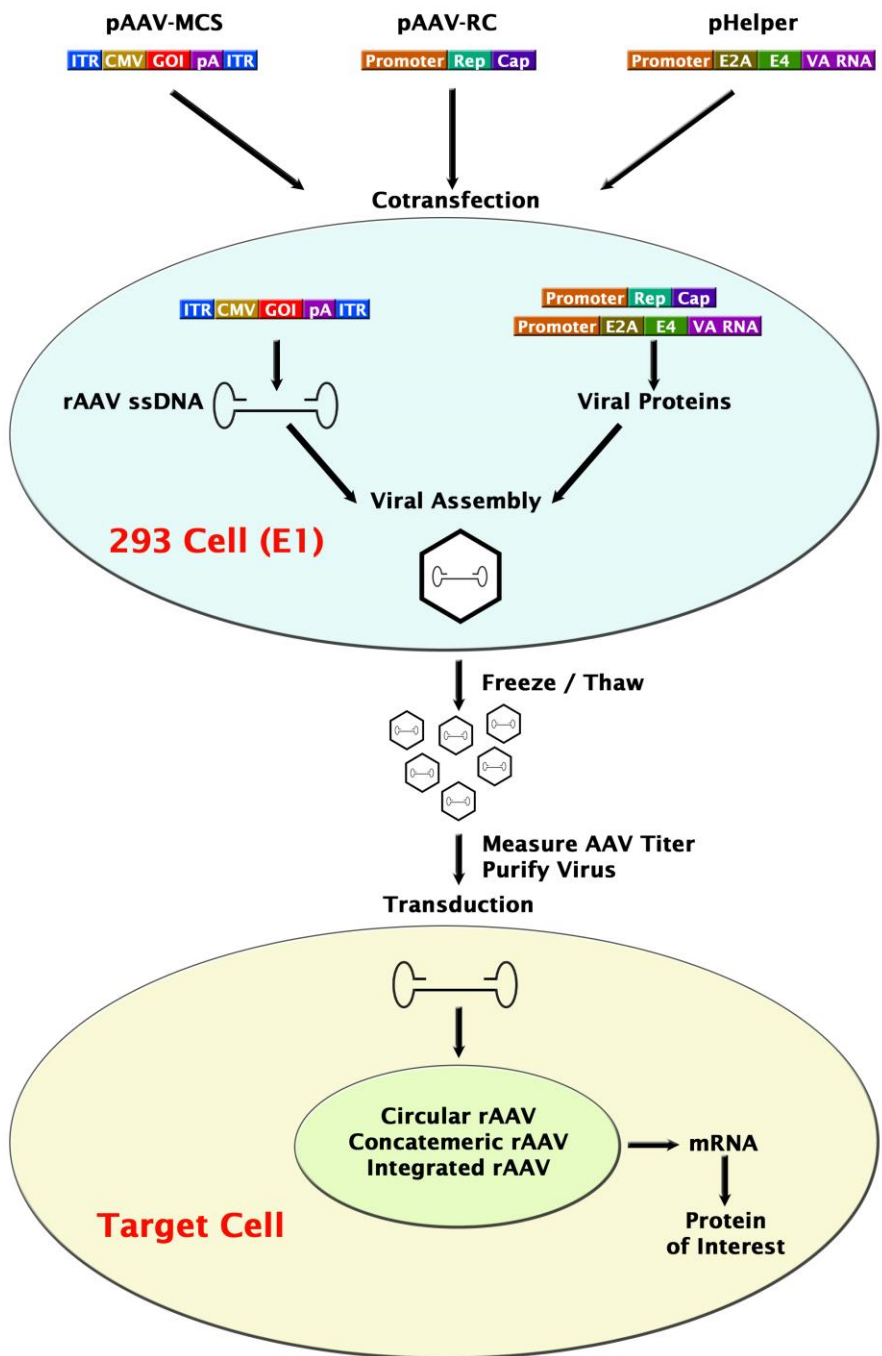 pAAV-MCS pAAV-RC pHelper
ITR CMV GOI pA ITR Promoter Rep Cap Promoter E2A E4 VA RNA
Cotransfection
Promoter Rep Cap
ITR CMV GOI pA ITR
Promoter E2A E4 VA RNA
rAAV ssDNA Viral Proteins
Viral Assembly
293 Cell (E1)
Freeze / Thaw
Measure AAV Titer
Purify Virus
Transduction
Circular rAAV
Concatemeric rAAV mRNA
Integrated rAAV
Target Cell
Protein
of Interest